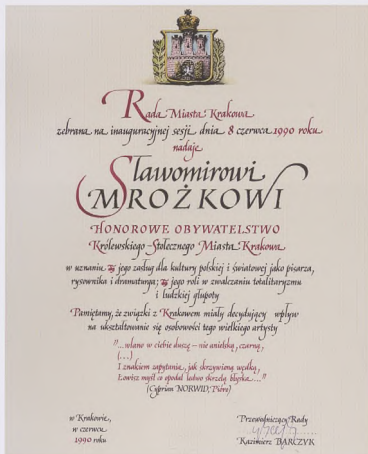 Rada Miasta Krakowa
zebrana na inauguracyjnej sesji dnia 8 czerwca 1990 roku
nadaje
Sławomirowi
MROŻKOWI
HONOROWE OBYWATELSTWO
Królewskiego-Stołecznego Miasta Krakowa
w uznaniu jego zasług dla kultury polskiej i światowej jako pisarza,
rysownika i dramaturga; jego roli w zwalczaniu totalitaryzmu
i ludzkiej głupoty
Pamiętamy, że związki z Krakowem miały decydujący wpływ
na ukształtowanie się osobowości tego wielkiego artysty
"...wlano w ciebie duszę – nie anielską, czarną,
(...)
I znakiem zapytania, jak skrzywioną wędką,
Łowisz myśl co opodal ledwo skrzelą błyska..."
(Cyprian NORWID, Pióro)
w Krakowie,
w czerwcu
1990 roku
Przewodniczący Rady
Kazimierz BARCZYK